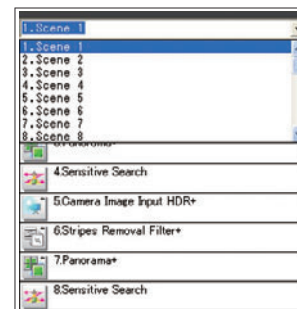 1.Scene 1
1.Scene 1
2.Scene 2
3.Scene 3
4.Scene 4
5.Scene 5
6.Scene 6
7.Scene 7
8.Scene 8
4.Sensitive Search
5.Camera Image Input HDR+
6.Stripes Removal Filter+
7.Panorama+
8.Sensitive Search